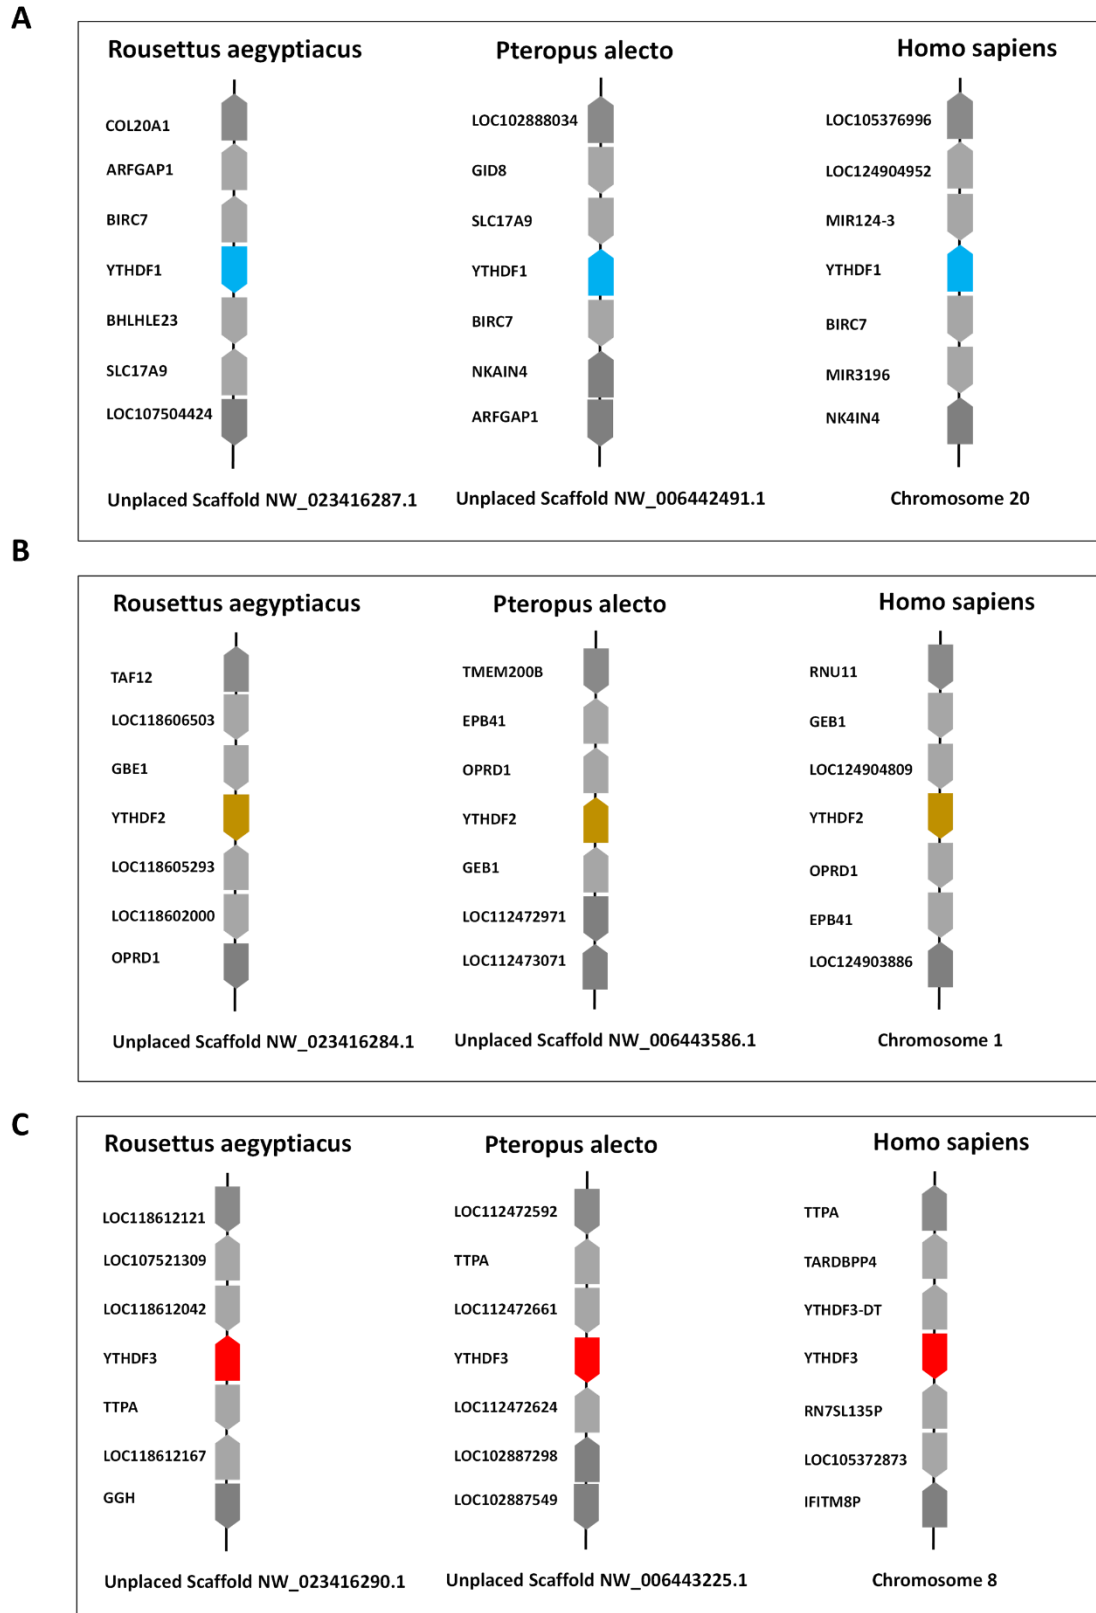 A
Rousettus aegyptiacus
COL20A1
ARFGAP1
BIRC7
YTHDF1
BHLHLE23
SLC17A9
LOC107504424
Unplaced Scaffold NW_023416287.1
Pteropus alecto
LOC102888034
GID8
SLC17A9
YTHDF1
BIRC7
NKAIN4
ARFGAP1
Unplaced Scaffold NW_006442491.1
Homo sapiens
LOC105376996
LOC124904952
MIR124-3
YTHDF1
BIRC7
MIR3196
NK4IN4
Chromosome 20
B
Rousettus aegyptiacus
TAF12
LOC118606503
GBE1
YTHDF2
LOC118605293
LOC118602000
OPRD1
Unplaced Scaffold NW_023416284.1
Pteropus alecto
TMEM200B
EPB41
OPRD1
YTHDF2
GEB1
LOC112472971
LOC112473071
Unplaced Scaffold NW_006443586.1
Homo sapiens
RNU11
GEB1
LOC124904809
YTHDF2
OPRD1
EPB41
LOC124903886
Chromosome 1
C
Rousettus aegyptiacus
LOC118612121
LOC107521309
LOC118612042
YTHDF3
TTPA
LOC118612167
GGH
Unplaced Scaffold NW_023416290.1
Pteropus alecto
LOC112472592
TTPA
LOC112472661
YTHDF3
LOC112472624
LOC102887298
LOC102887549
Unplaced Scaffold NW_006443225.1
Homo sapiens
TTPA
TARDBPP4
YTHDF3-DT
YTHDF3
RN7SL135P
LOC105372873
IFITM8P
Chromosome 8